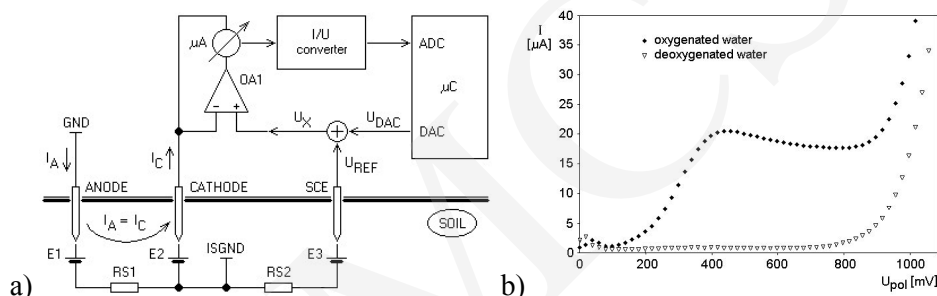 a)
μA
I/U
converter
ADC
μC
DAC
OA1
- +
GND
U_X
U_DAC
I_A
I_C
U_REF
ANODE
CATHODE
SCE
I_A = I_C
SOIL
E1
E2
ISGND
E3
RS1
RS2
b)
I
[μA]
40
35
30
25
20
15
10
5
0
oxygenated water
deoxygenated water
0 200 400 600 800 1000
U_pol [mV]